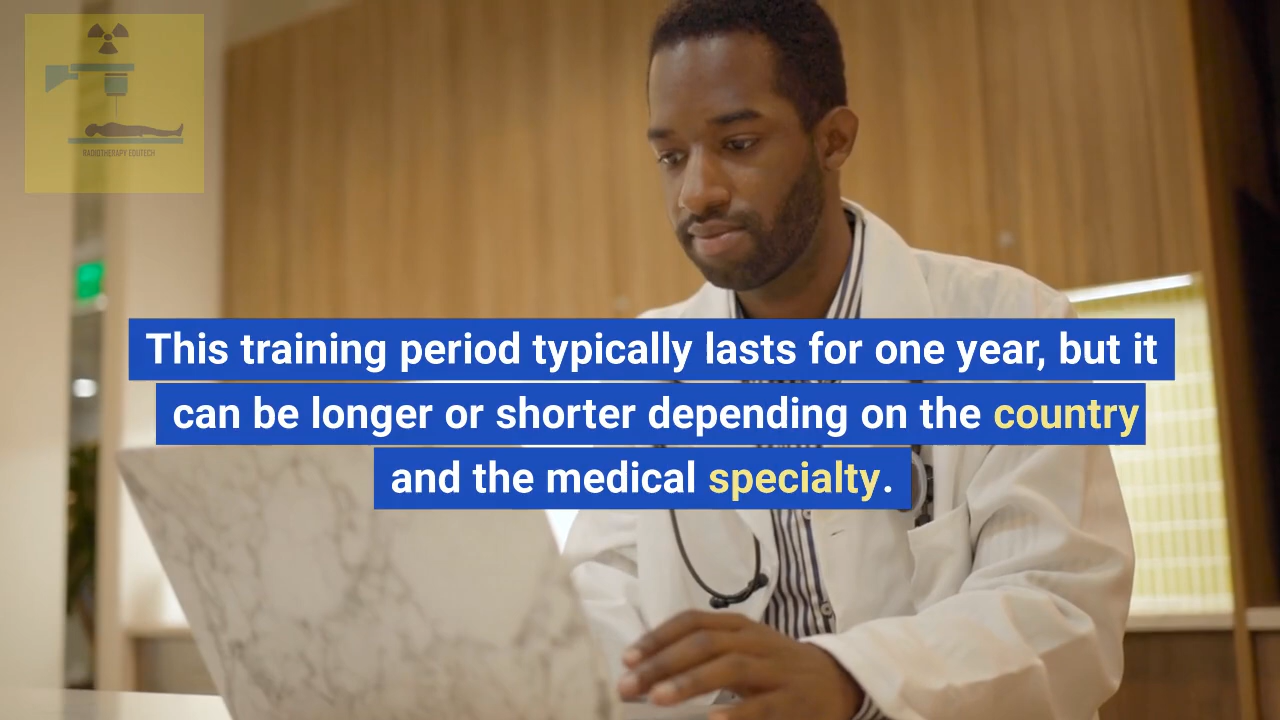 RADIOTHERAPY EQUTECH
This training period typically lasts for one year, but it
can be longer or shorter depending on the country
and the medical specialty.